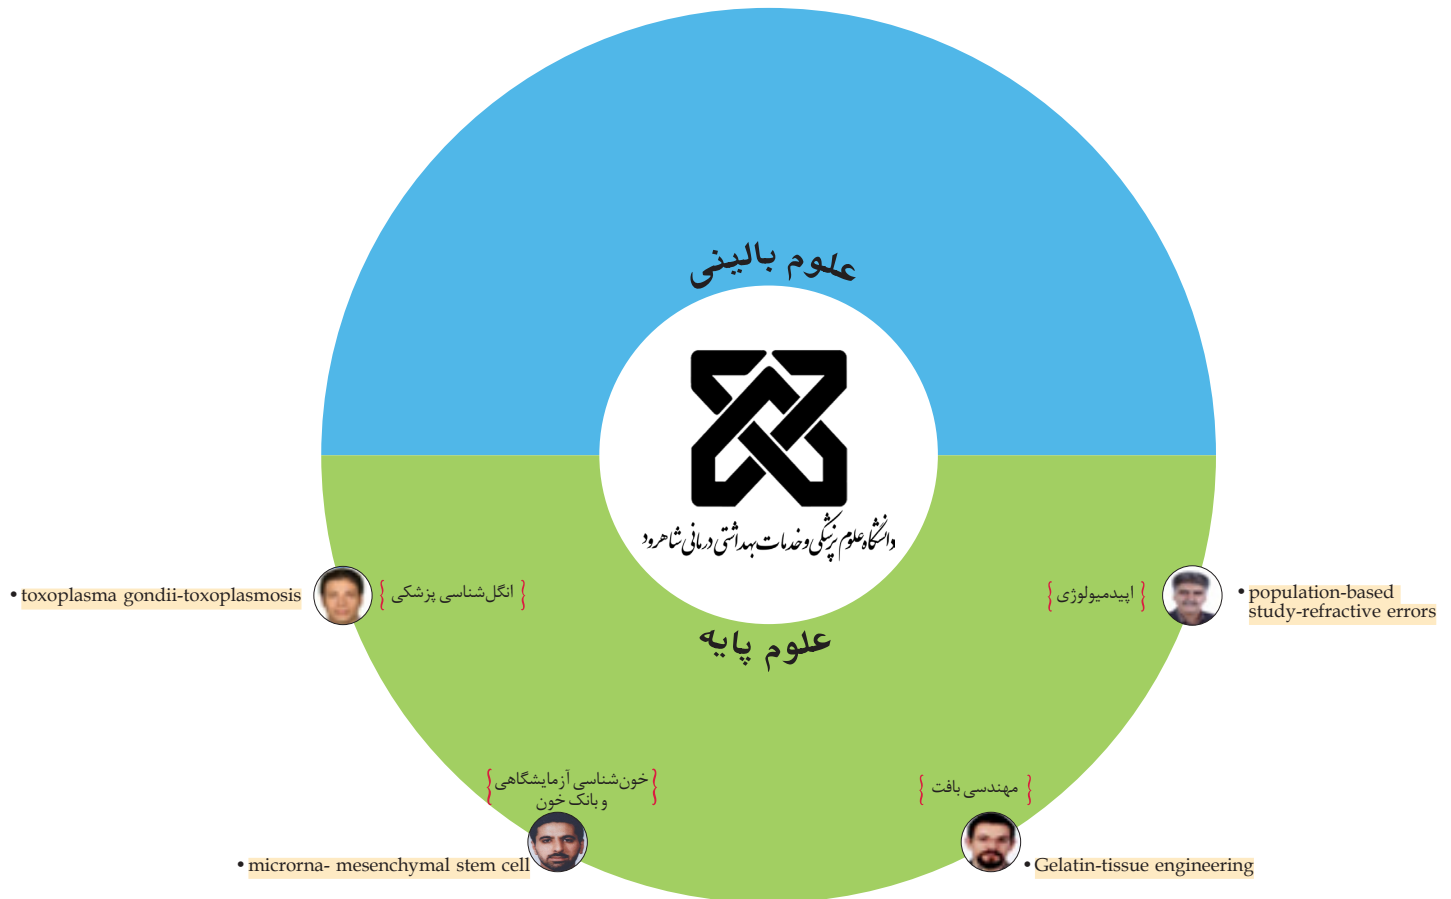 علوم بالینی
دانشگاه علوم پزشکی و خدمات بهداشتی درمانی شاهرود
علوم پایه
{ اپیدمیولوژی }
• population-based
study-refractive errors
{ انگل‌شناسی پزشکی }
• toxoplasma gondii-toxoplasmosis
{ مهندسی بافت }
• Gelatin-tissue engineering
{ خون‌شناسی آزمایشگاهی
و بانک خون }
• microrna- mesenchymal stem cell